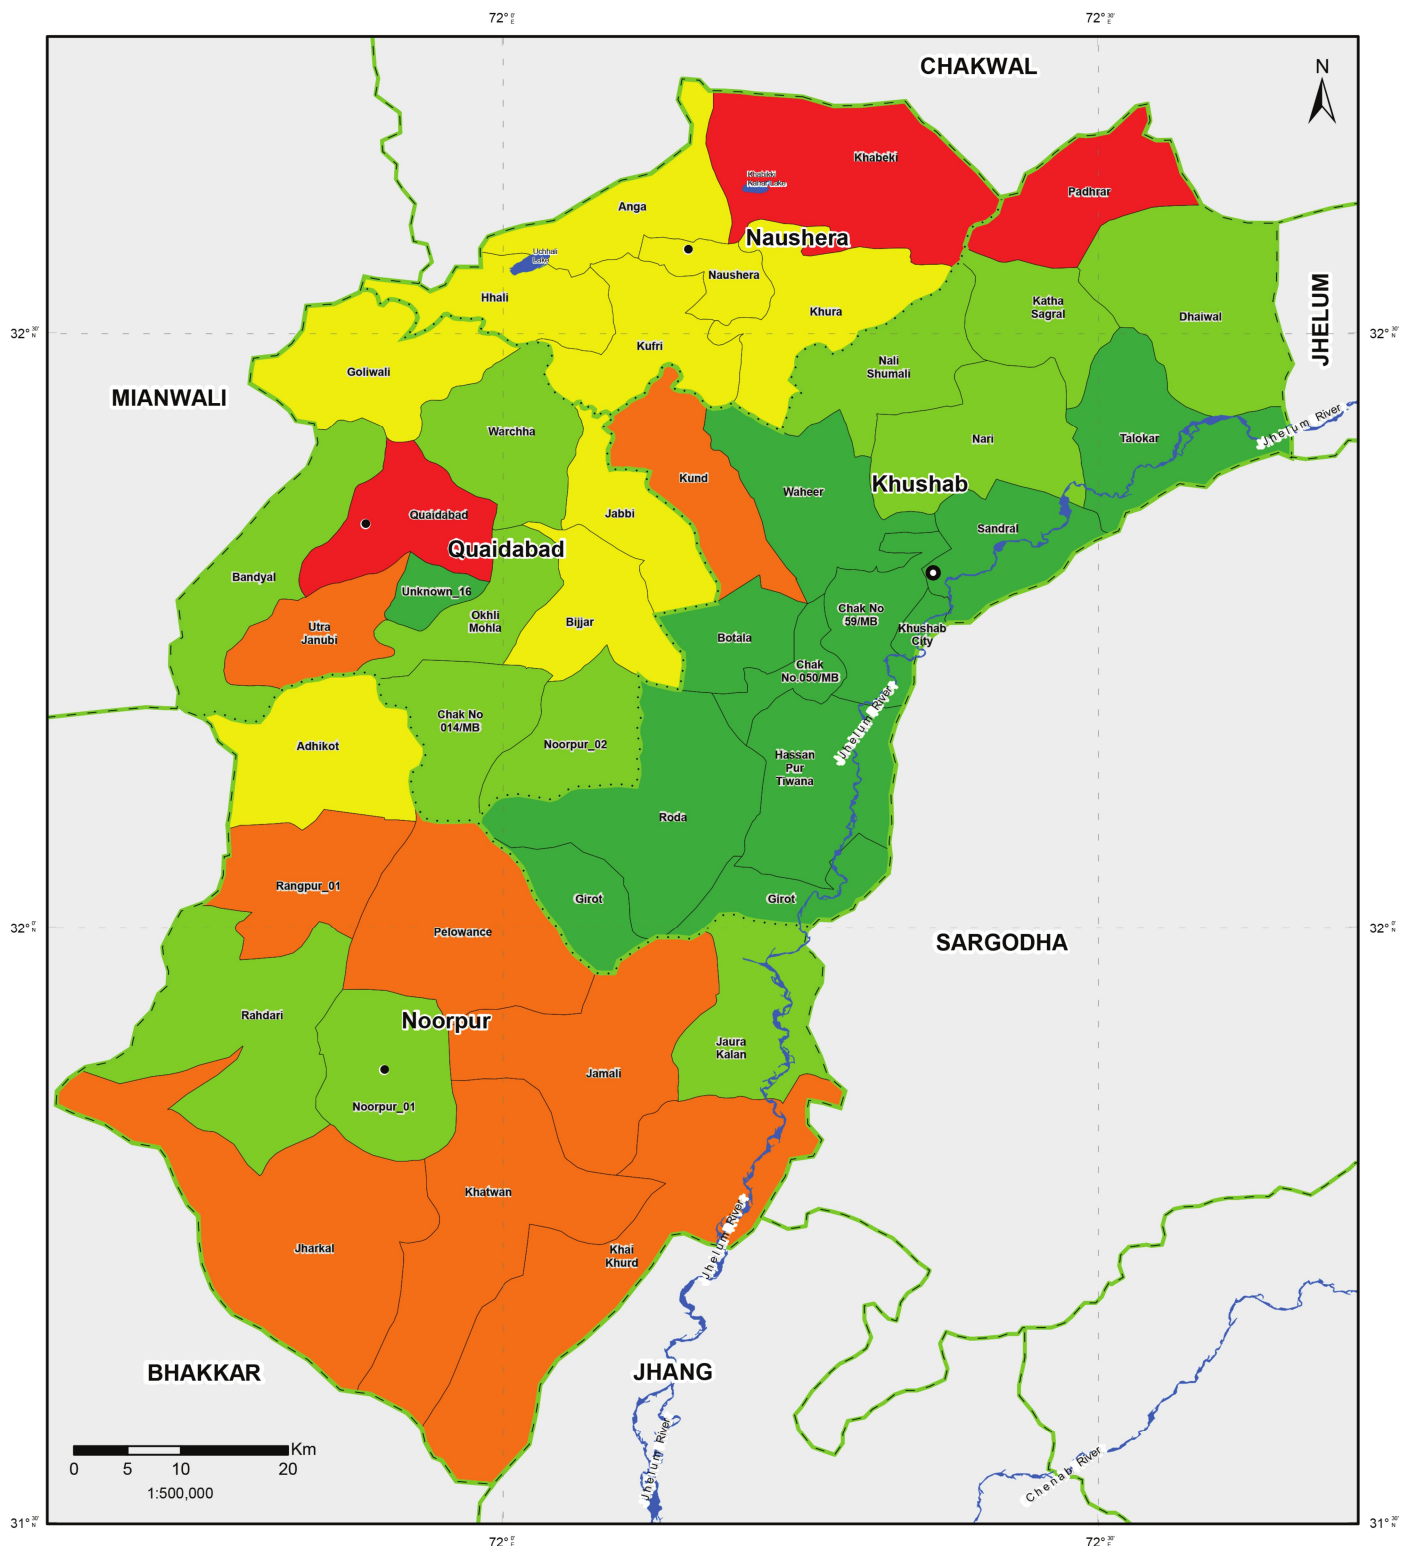 72° 0' E
72° 30' E
CHAKWAL
N
Khabeki
Khabikki
Nahar Lake
Padhrar
Anga
Naushera
Uchhali
Lake
Naushera
Hhali
Khura
Katha
Sagral
Dhaiwal
JHELUM
32° 30' N
32° 30' N
Kufri
Nali
Shumali
Goliwali
MIANWALI
Jhelum River
Warchha
Nari
Talokar
Kund
Khushab
Waheer
Jabbi
Quaidabad
Sandral
Quaidabad
Bandyal
Unknown_16
Okhli
Mohla
Bijjar
Chak No
59/MB
Utra
Janubi
Botala
Khushab
City
Chak
No.050/MB
Jhelum River
Chak No
014/MB
Adhikot
Noorpur_02
Hassan
Pur
Tiwana
Roda
Rangpur_01
Girot
Girot
32° 0' N
32° 0' N
Pelowance
SARGODHA
Rahdari
Noorpur
Jaura
Kalan
Jamali
Noorpur_01
Khatwan
Jhelum River
Jharkal
Khai
Khurd
BHAKKAR
JHANG
Jhelum River
Chenab River
Km
0 5 10 20
1:500,000
31° 30' N
31° 30' N
72° 0' E
72° 30' E